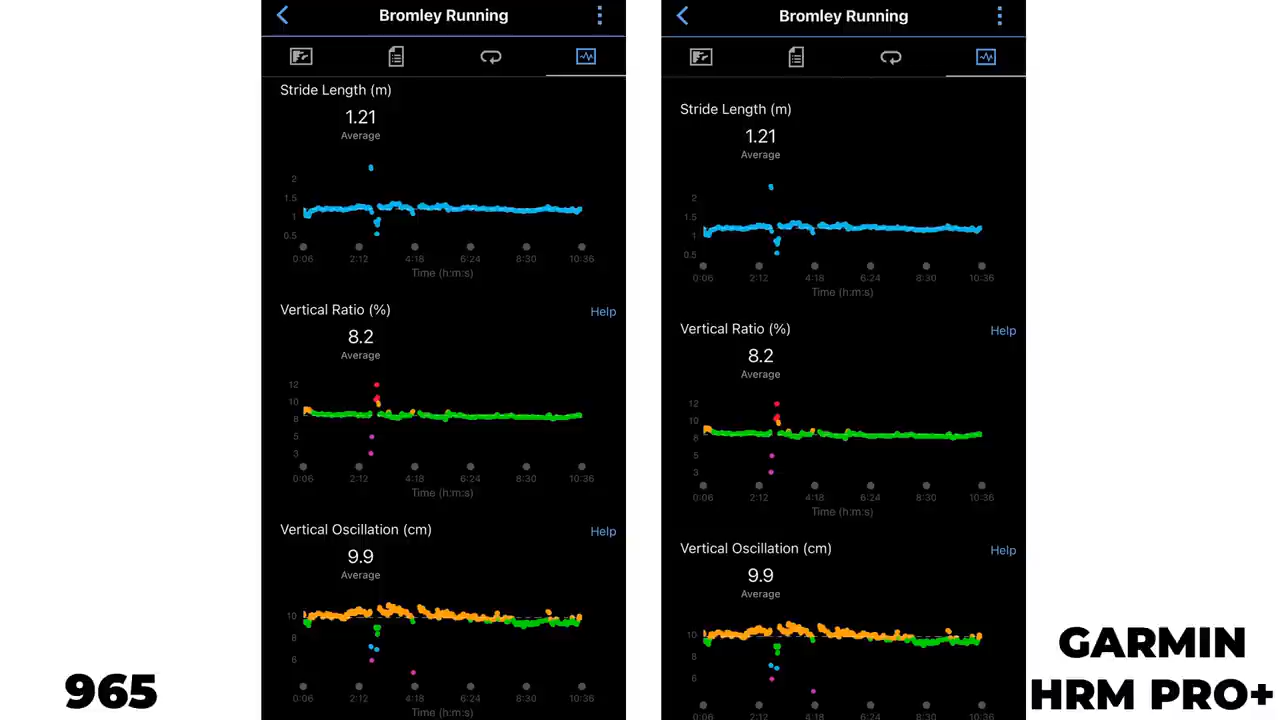 Bromley Running
Stride Length (m)
1.21
Average
2
1.5
1
0.5
0:06 2:12 4:18 6:24 8:30 10:36
Time (h:m:s)
Vertical Ratio (%) Help
8.2
Average
12
10
8
5
3
0:06 2:12 4:18 6:24 8:30 10:36
Time (h:m:s)
Vertical Oscillation (cm) Help
9.9
Average
10
8
6
0:03 2:12 4:18 6:24 8:30 10:36
Time (h:m:s)
965
Bromley Running
Stride Length (m)
1.21
Average
2
1.5
1
0.5
0:06 2:12 4:18 6:24 8:30 10:36
Time (h:m:s)
Vertical Ratio (%) Help
8.2
Average
12
10
8
5
3
0:06 2:12 4:18 6:24 8:30 10:36
Time (h:m:s)
Vertical Oscillation (cm) Help
9.9
Average
10
8
6
GARMIN
HRM PRO+